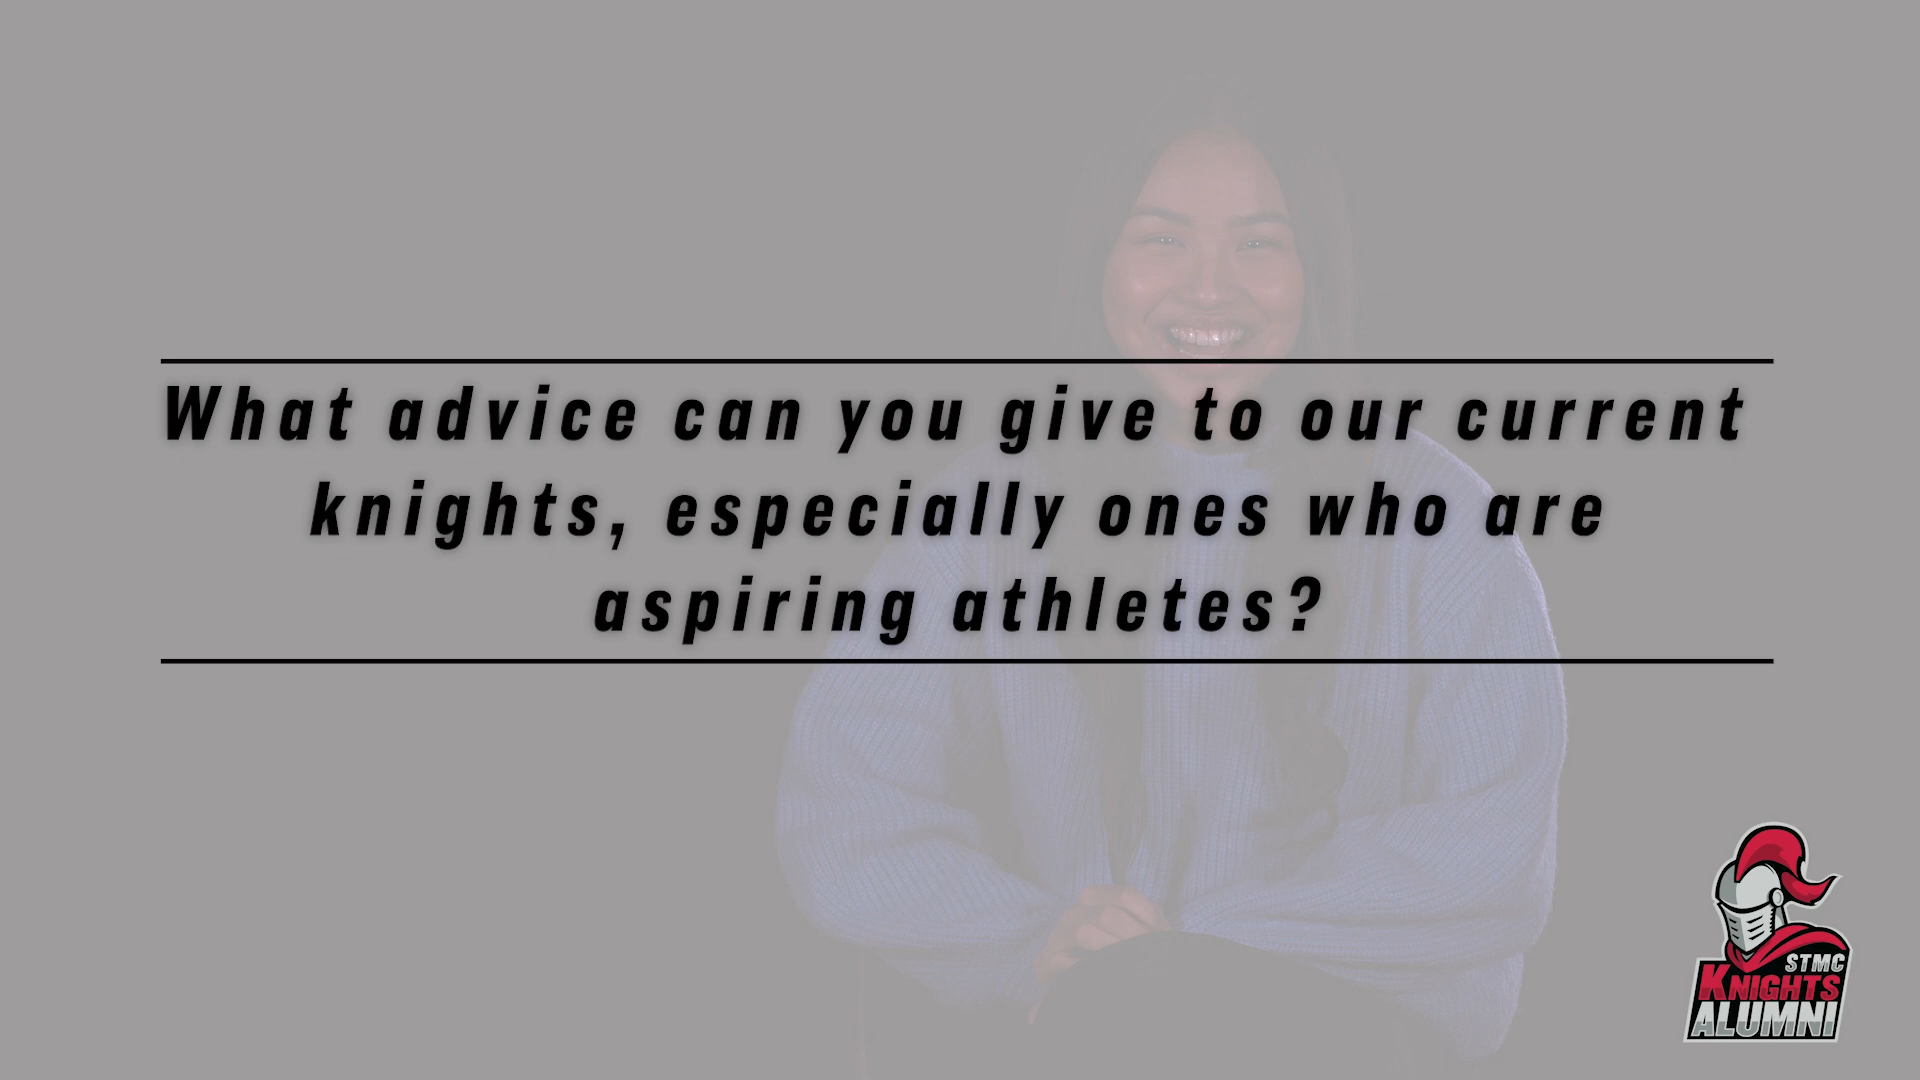 What advice can you give to our current
knights, especially ones who are
aspiring athletes?
STMC
KNIGHTS
ALUMNI